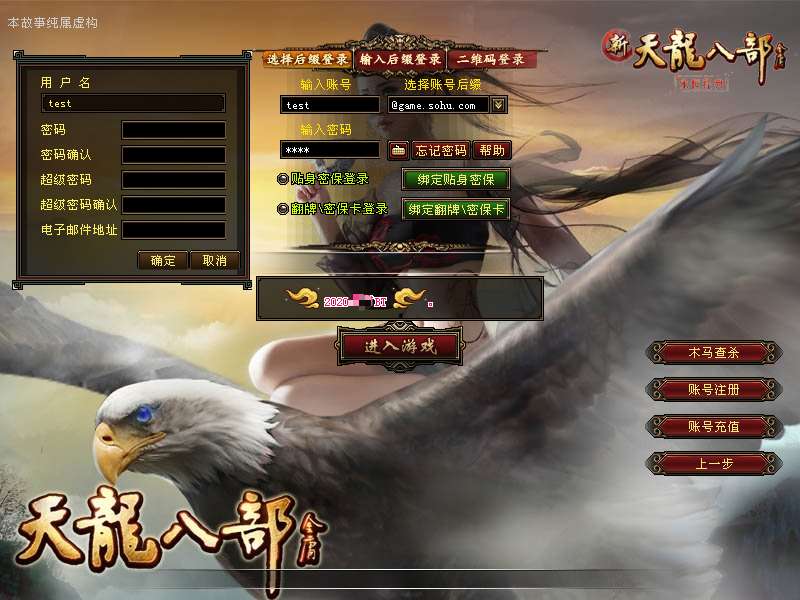 本故事纯属虚构
新天龍八部
用户名
test
密码
密码确认
超级密码
超级密码确认
电子邮件地址
确定 取消
选择后缀登录 输入后缀登录 二维码登录
输入账号 选择账号后缀
test @game.sohu.com
输入密码
**** 忘记密码 帮助
贴身密保登录 绑定贴身密保
翻牌\密保卡登录 绑定翻牌\密保卡
2020
进入游戏
木马查杀
账号注册
账号充值
上一步
天龍八部 金庸